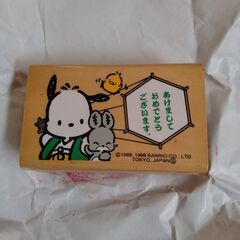 あけまして
おめでとう
ございます。
©1989, 1998 SANRIO CO., LTD.
TOKYO, JAPAN